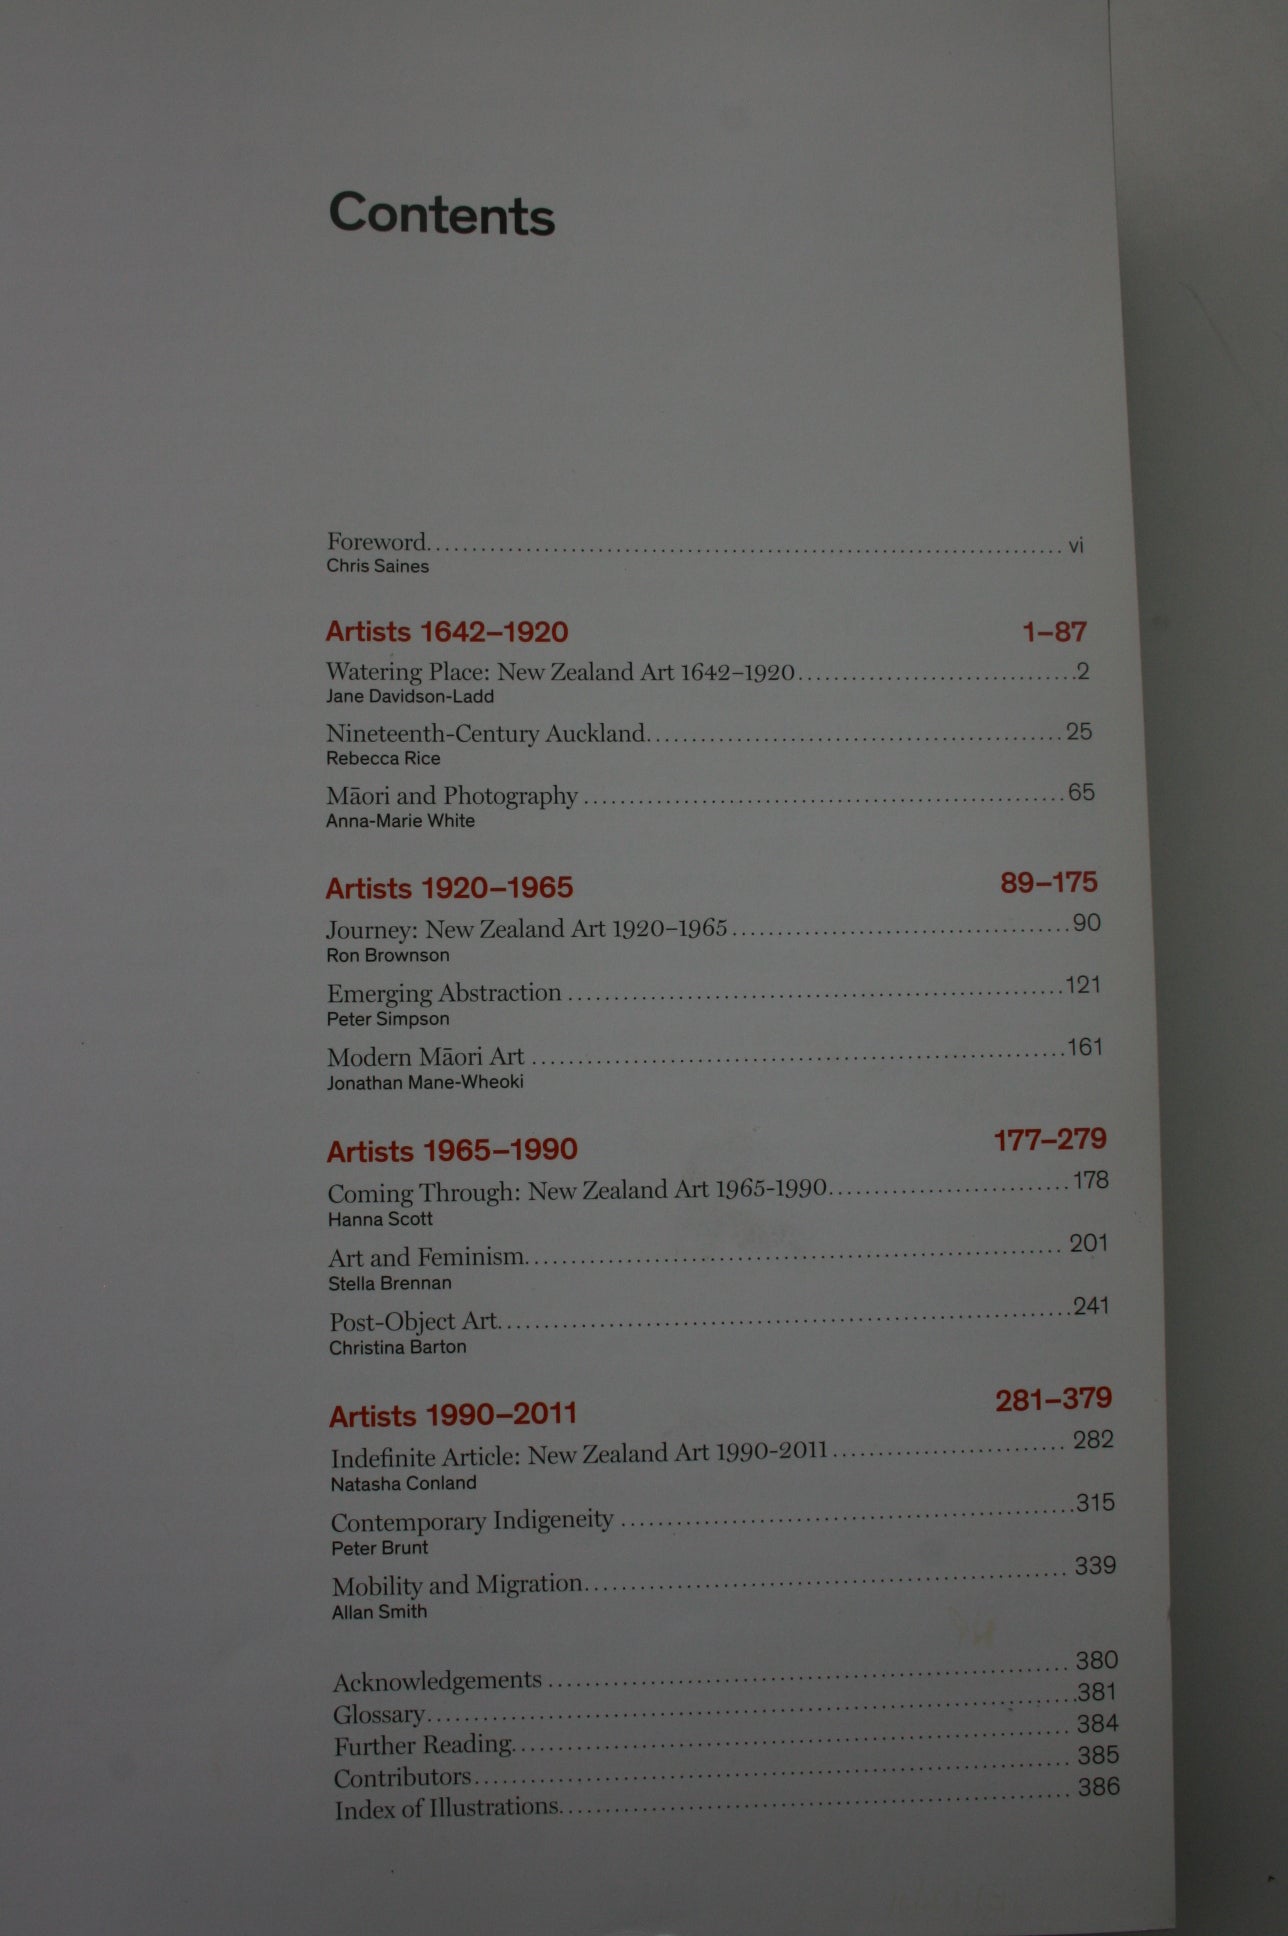 Contents
Foreword.......................................................................... vi
Chris Saines
Artists 1642–1920 1–87
Watering Place: New Zealand Art 1642–1920................................2
Jane Davidson-Ladd
Nineteenth-Century Auckland................................................25
Rebecca Rice
Māori and Photography ........................................................65
Anna-Marie White
Artists 1920–1965 89–175
Journey: New Zealand Art 1920–1965.......................................90
Ron Brownson
Emerging Abstraction ..........................................................121
Peter Simpson
Modern Māori Art ..............................................................161
Jonathan Mane-Wheoki
Artists 1965–1990 177–279
Coming Through: New Zealand Art 1965-1990............................178
Hanna Scott
Art and Feminism.............................................................. 201
Stella Brennan
Post-Object Art..................................................................241
Christina Barton
Artists 1990–2011 281–379
Indefinite Article: New Zealand Art 1990-2011........................... 282
Natasha Conland
Contemporary Indigeneity .....................................................315
Peter Brunt
Mobility and Migration........................................................ 339
Allan Smith
Acknowledgements ............................................................. 380
Glossary...........................................................................381
Further Reading................................................................. 384
Contributors..................................................................... 385
Index of Illustrations........................................................... 386